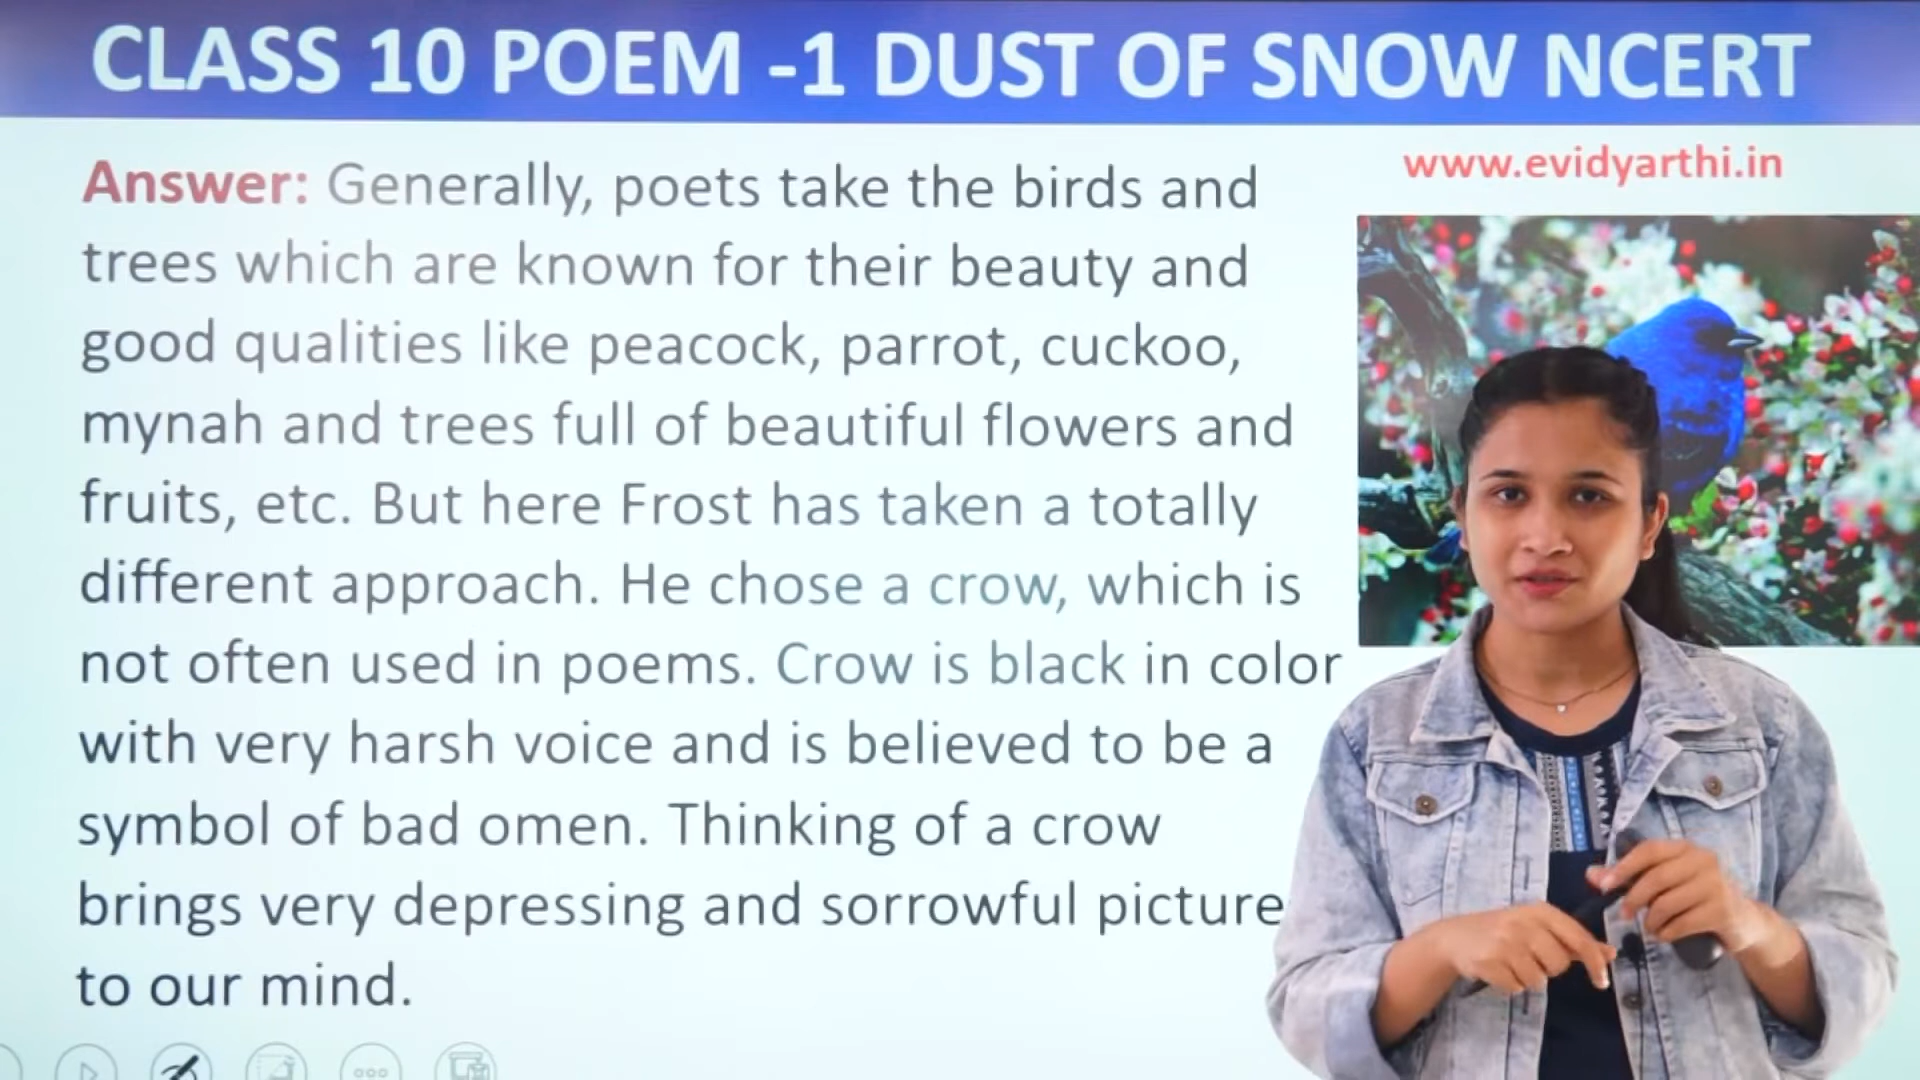 CLASS 10 POEM -1 DUST OF SNOW NCERT
www.evidyarthi.in
Answer: Generally, poets take the birds and
trees which are known for their beauty and
good qualities like peacock, parrot, cuckoo,
mynah and trees full of beautiful flowers and
fruits, etc. But here Frost has taken a totally
different approach. He chose a crow, which is
not often used in poems. Crow is black in color
with very harsh voice and is believed to be a
symbol of bad omen. Thinking of a crow
brings very depressing and sorrowful picture
to our mind.